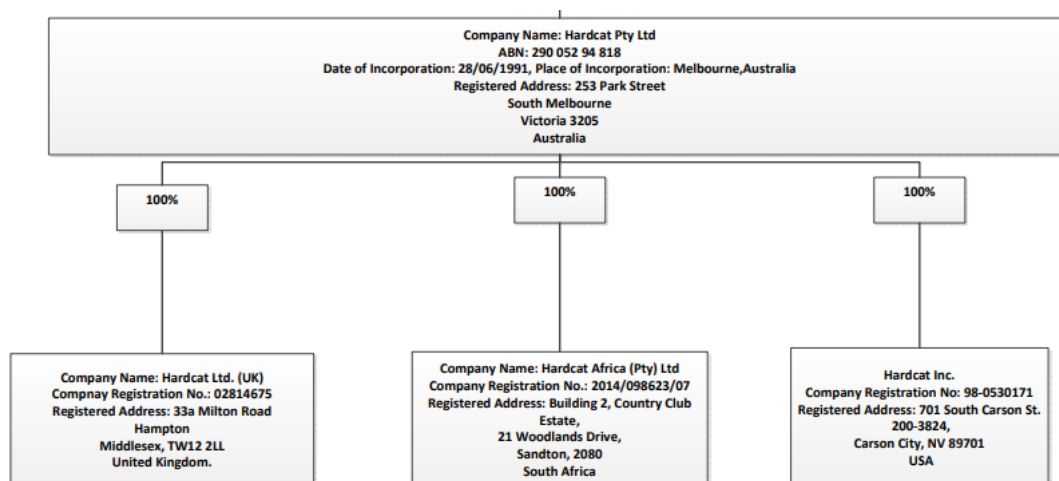 Company Name: Hardcat Pty Ltd
ABN: 290 052 94 818
Date of Incorporation: 28/06/1991, Place of Incorporation: Melbourne,Australia
Registered Address: 253 Park Street
South Melbourne
Victoria 3205
Australia
100%
100%
100%
Company Name: Hardcat Ltd. (UK)
Compnay Registration No.: 02814675
Registered Address: 33a Milton Road
Hampton
Middlesex, TW12 2LL
United Kingdom.
Company Name: Hardcat Africa (Pty) Ltd
Company Registration No.: 2014/098623/07
Registered Address: Building 2, Country Club
Estate,
21 Woodlands Drive,
Sandton, 2080
South Africa
Hardcat Inc.
Company Registration No: 98-0530171
Registered Address: 701 South Carson St.
200-3824,
Carson City, NV 89701
USA